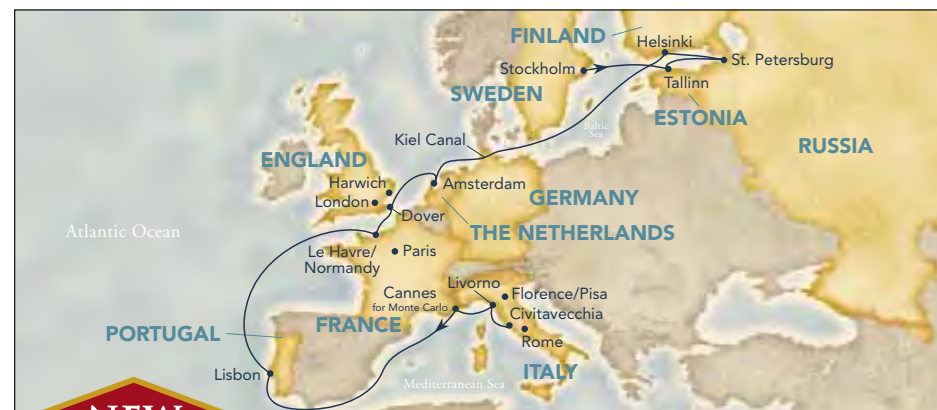 FINLAND
Helsinki
St. Petersburg
Stockholm
Tallinn
SWEDEN
ESTONIA
Baltic
Sea
Kiel Canal
RUSSIA
ENGLAND
Harwich
Amsterdam
GERMANY
London
Dover
Atlantic Ocean
THE NETHERLANDS
Le Havre/
Normandy
Paris
Livorno
Florence/Pisa
Cannes
for Monte Carlo
Civitavecchia
FRANCE
PORTUGAL
Rome
Lisbon
ITALY
Mediterranean Sea
NEW